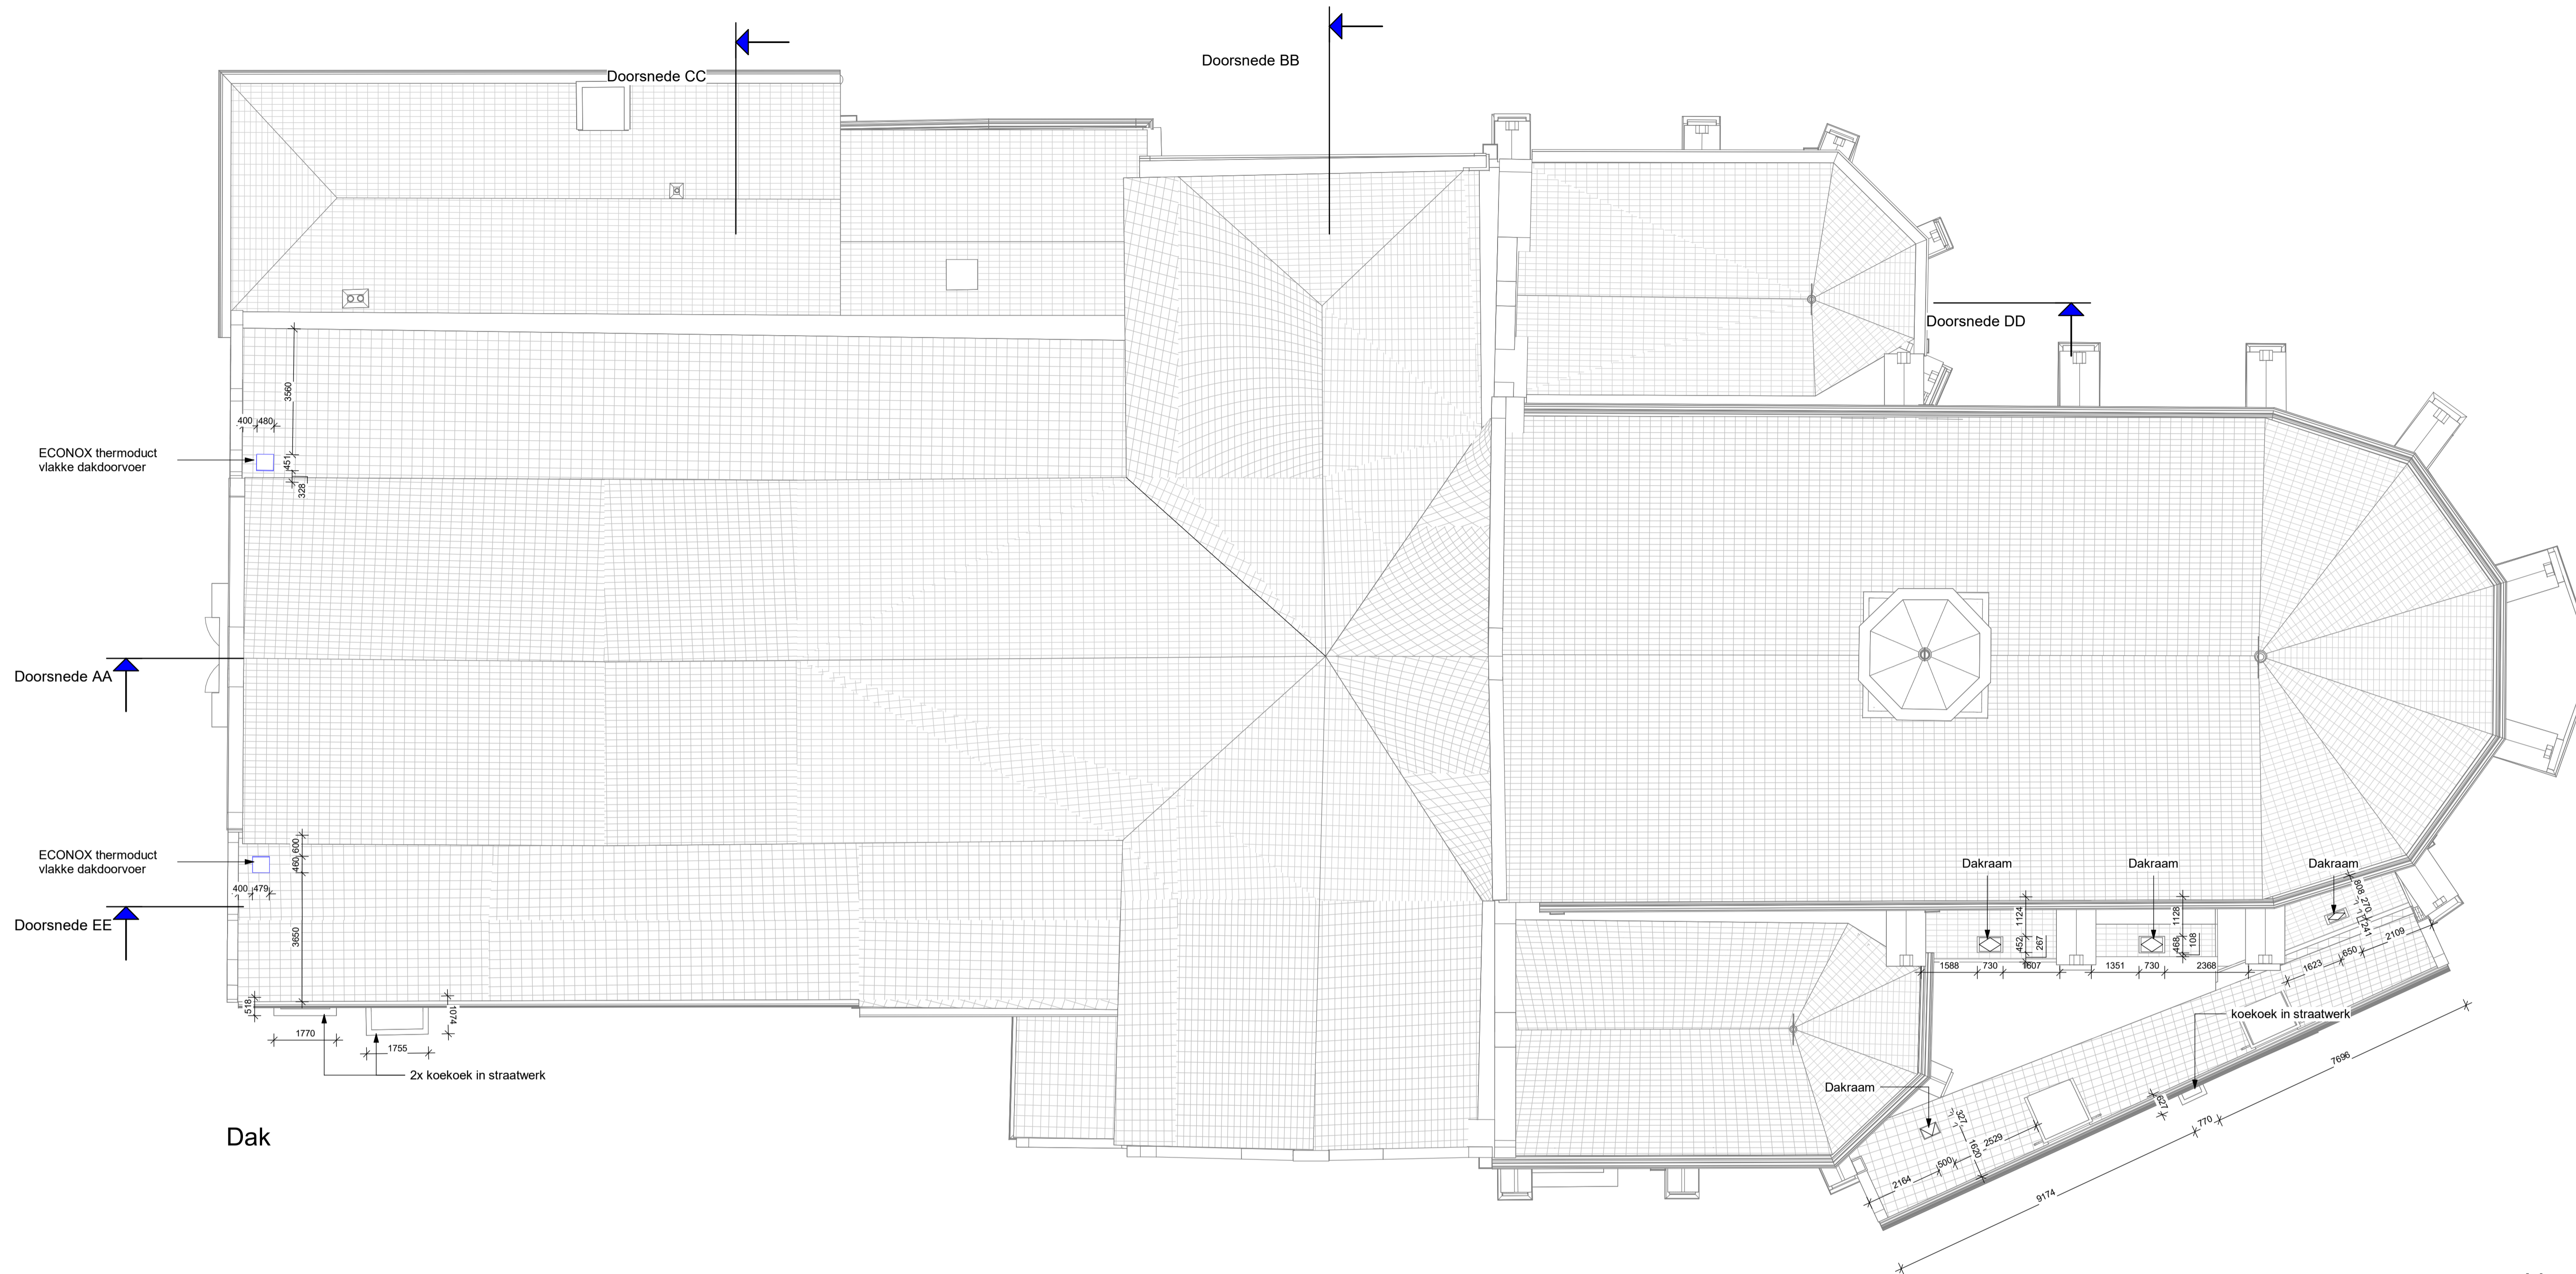 Doorsnede CC
Doorsnede BB
Doorsnede DD
3560
400 480
ECONOX thermoduct
vlakke dakdoorvoer
451
328
Doorsnede AA
600
ECONOX thermoduct
vlakke dakdoorvoer
460
400 479
Doorsnede EE
3650
518
1074
1770
1755
2x koekoek in straatwerk
Dak
Dakraam
Dakraam
Dakraam
808
270
1241
1124
452
267
1128
468
108
1588 730 1607
1351 730 2368
2109
650
1623
koekoek in straatwerk
7696
Dakraam
327
1620
627
770
2529
500
2164
9174